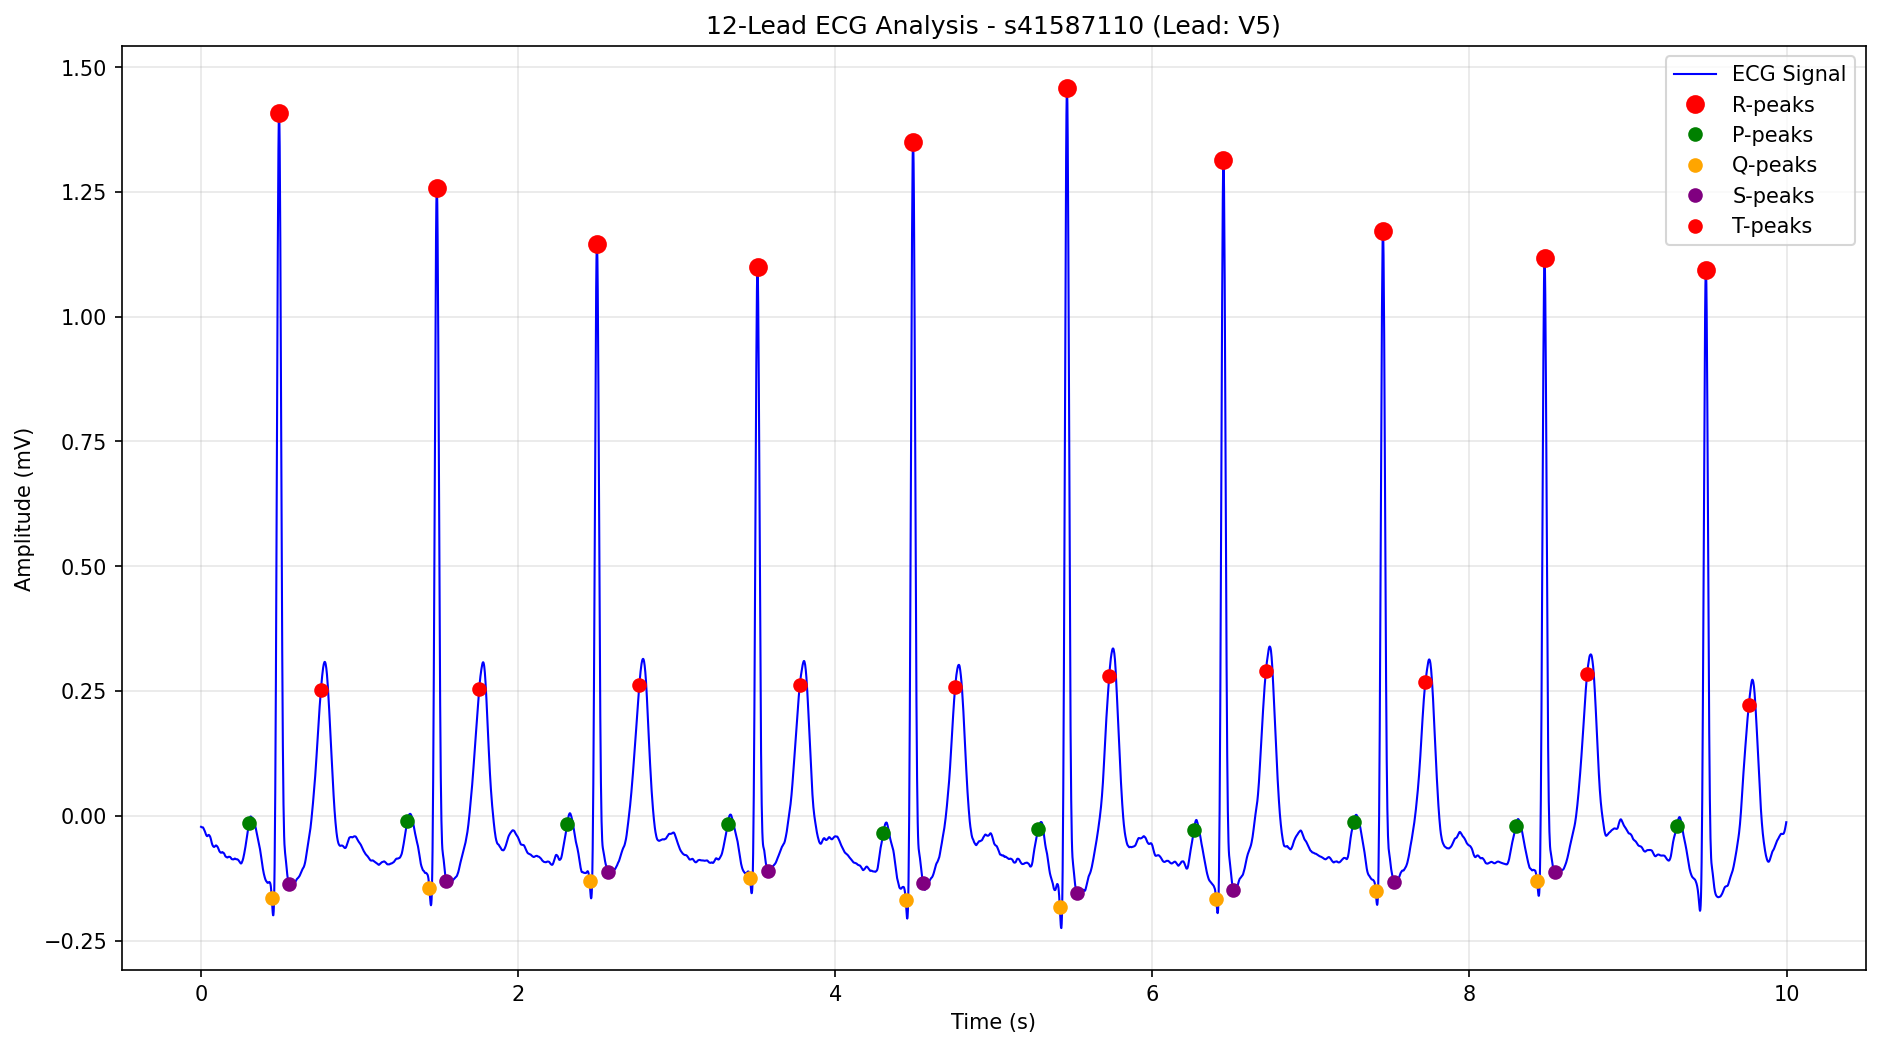 12-Lead ECG Analysis - s41587110 (Lead: V5)
1.50
1.25
1.00
0.75
0.50
0.25
0.00
−0.25
Amplitude (mV)
ECG Signal
R-peaks
P-peaks
Q-peaks
S-peaks
T-peaks
0 2 4 6 8 10
Time (s)